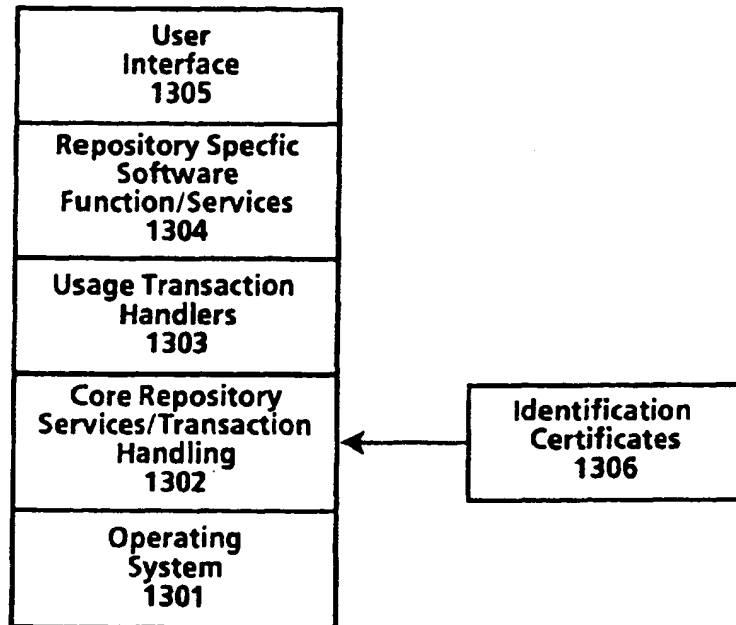 User
Interface
1305
Repository Specfic
Software
Function/Services
1304
Usage Transaction
Handlers
1303
Core Repository
Services/Transaction
Handling
1302
Identification
Certificates
1306
Operating
System
1301